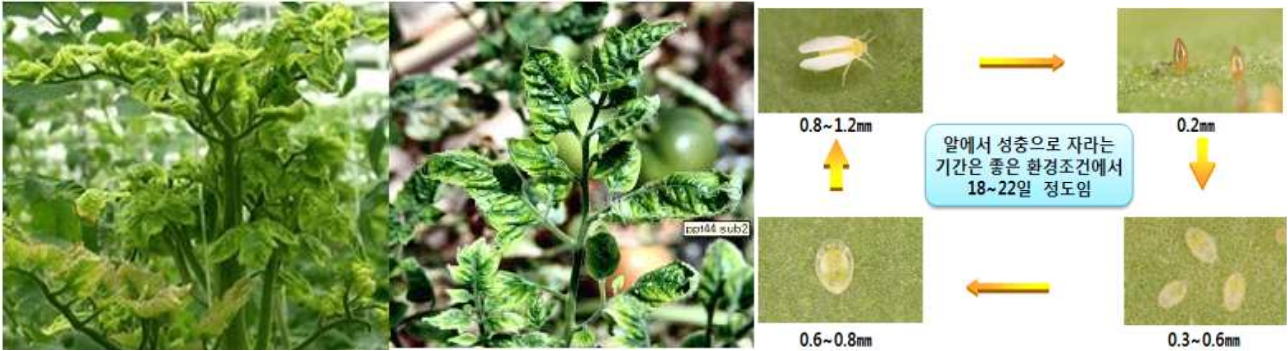 0.8~1.2㎜
0.2㎜
알에서 성충으로 자라는
기간은 좋은 환경조건에서
18~22일 정도임
ppt44 sub2
0.6~0.8㎜
0.3~0.6㎜